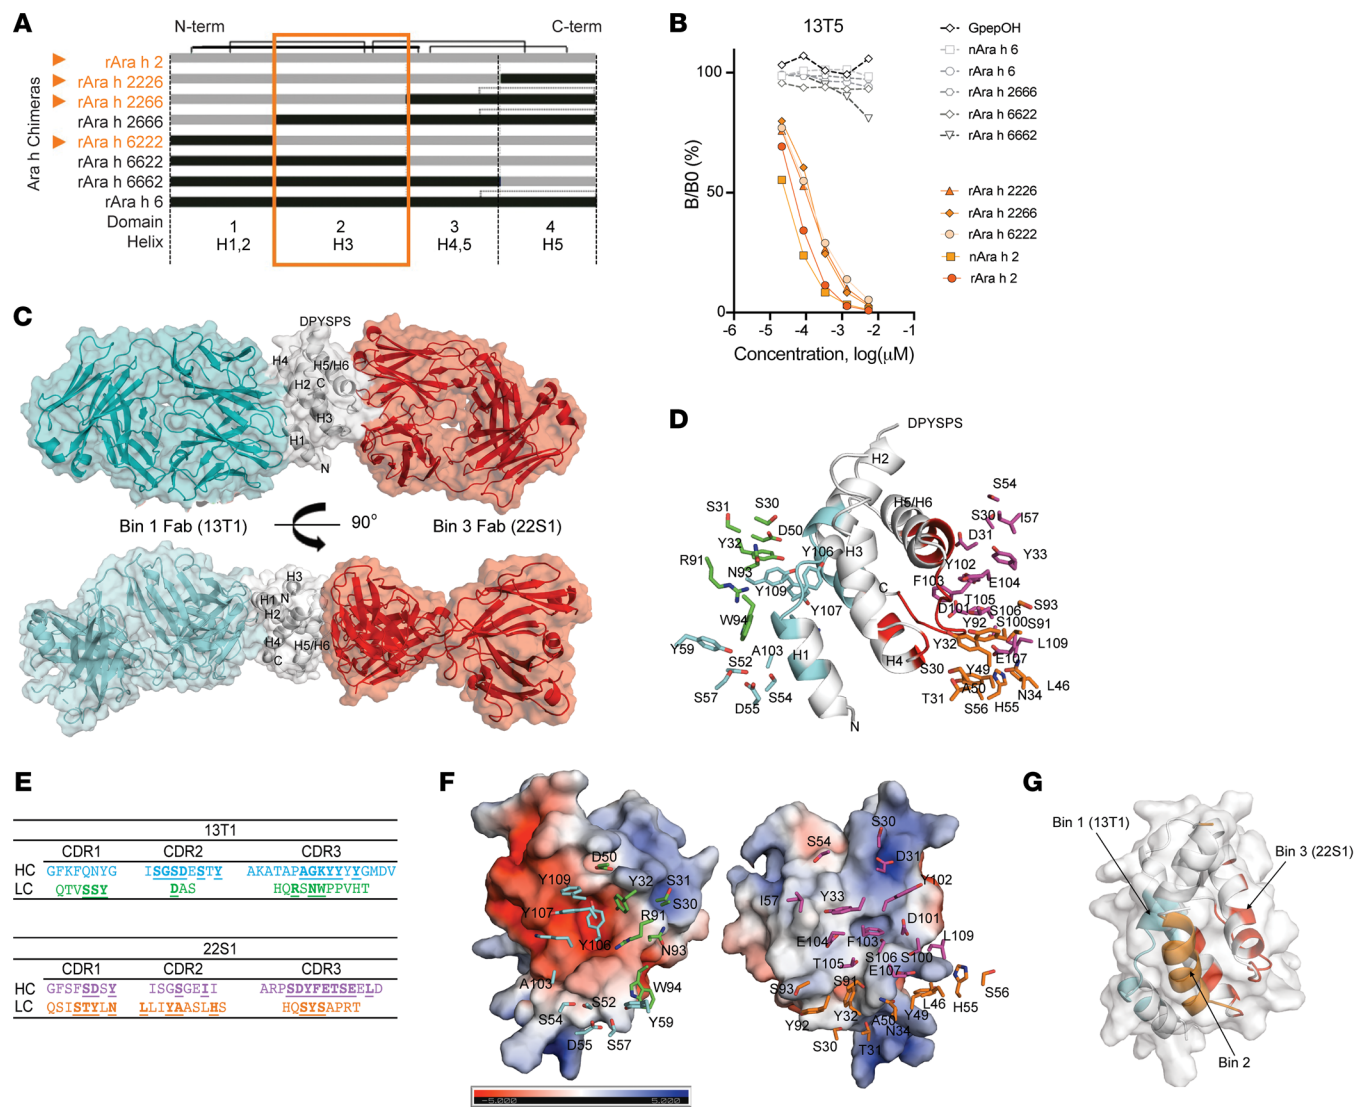 A
N-term
C-term
Ara h Chimeras
rAra h 2
rAra h 2226
rAra h 2266
rAra h 2666
rAra h 6222
rAra h 6622
rAra h 6662
rAra h 6
Domain 1 2 3 4
Helix H1,2 H3 H4,5 H5
B
13T5
B/B0 (%)
100
50
0
-6 -5 -4 -3 -2 -1
Concentration, log(µM)
GpepOH
nAra h 6
rAra h 6
rAra h 2666
rAra h 6622
rAra h 6662
rAra h 2226
rAra h 2266
rAra h 6222
nAra h 2
rAra h 2
C
DPYSPS
H4
H5/H6
H2 C
H3
H1
N
Bin 1 Fab (13T1)
90°
Bin 3 Fab (22S1)
H3
H1 N
H2
H4
H5/H6
C
D
DPYSPS
H2
H5/H6
S54
S31
S30
S30
I57
D50
D31
Y32
Y106
H3
Y33
R91
N93
Y102
F103
E104
Y109
C
T105
Y107
D101
S106
S93
W94
Y92
S100
S91
Y59
A103
H1
Y32
L109
S52
H4
E107
S30
Y49
S57
S54
A50
L46
D55
T31
N34
S56
H55
N
E
13T1
CDR1 CDR2 CDR3
HC GFKFQNYG ISGSDESTY AKATAPAGKYYYYGMDV
LC QTVSSY DAS HQRSNWPPVHT
22S1
CDR1 CDR2 CDR3
HC GFSFSDSY ISGSGEII ARPSDYFETSEELD
LC QSISTYLN LLIYAASLHS HQSYSAPRT
F
D50
Y109
Y32
S31
S30
Y107
R91
Y106
N93
A103
W94
S52
S54
Y59
D55
S57
-5.000 5.000
S30
S54
D31
Y102
I57
Y33
D101
E104
F103
L109
S106
S100
T105
E107
S91
S93
L46
S56
Y92
Y32
A50
Y49
H55
N34
S30
T31
G
Bin 1 (13T1)
Bin 3 (22S1)
Bin 2